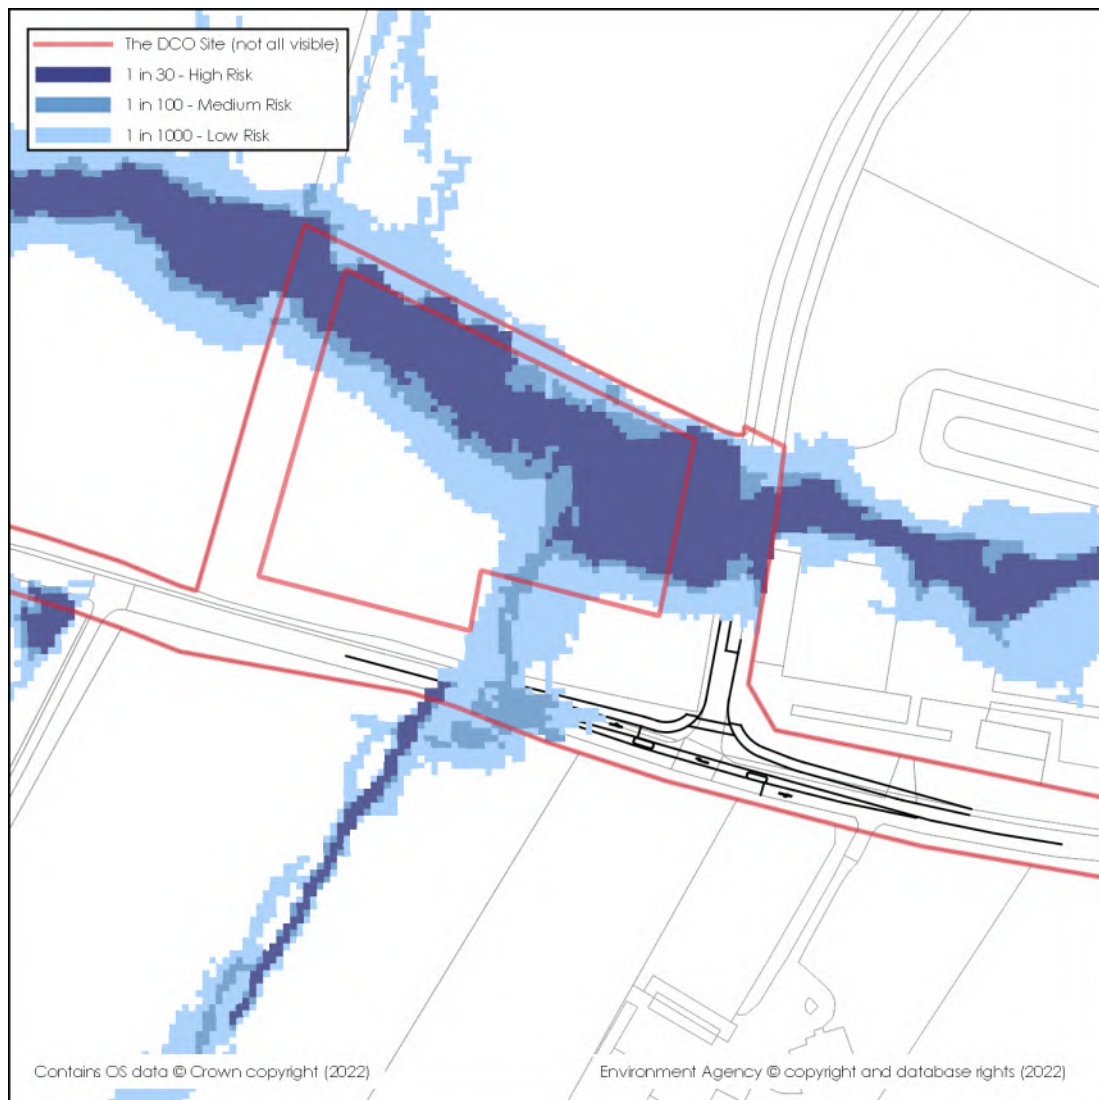 The DCO Site (not all visible)
1 in 30 - High Risk
1 in 100 - Medium Risk
1 in 1000 - Low Risk
Contains OS data © Crown copyright (2022)
Environment Agency © copyright and database rights (2022)